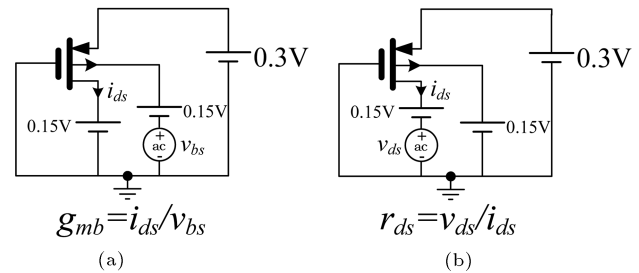 0.3V
i_ds
0.15V
0.15V
+
ac
-
v_bs
g_mb=i_ds/v_bs
(a)
0.3V
i_ds
0.15V
0.15V
+
ac
-
v_ds
r_ds=v_ds/i_ds
(b)